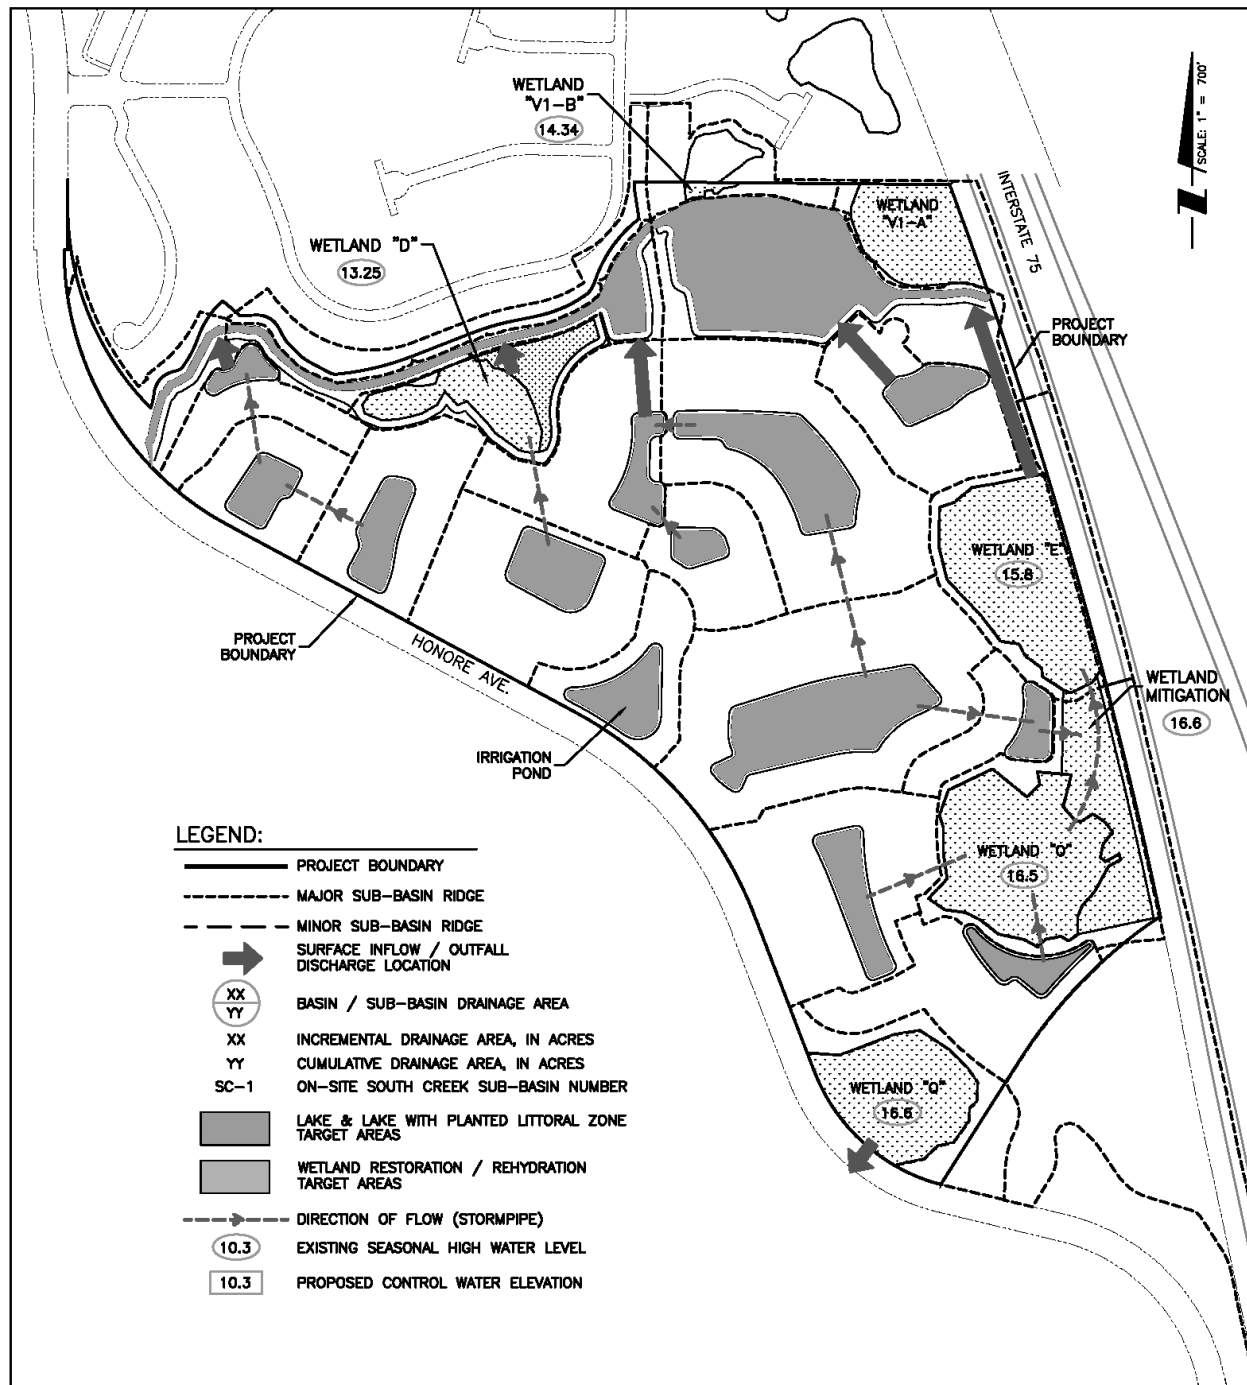 WETLAND
"V1-B"
14.34
SCALE: 1" = 700'
Z
INTERSTATE 75
WETLAND
"V1-A"
WETLAND "D"
13.25
PROJECT
BOUNDARY
WETLAND "E"
15.8
PROJECT
BOUNDARY
HONORE AVE.
WETLAND
MITIGATION
16.6
IRRIGATION
POND
WETLAND "O"
16.5
WETLAND "Q"
16.6
LEGEND:
PROJECT BOUNDARY
MAJOR SUB-BASIN RIDGE
MINOR SUB-BASIN RIDGE
SURFACE INFLOW / OUTFALL
DISCHARGE LOCATION
XX
YY
BASIN / SUB-BASIN DRAINAGE AREA
XX INCREMENTAL DRAINAGE AREA, IN ACRES
YY CUMULATIVE DRAINAGE AREA, IN ACRES
SC-1 ON-SITE SOUTH CREEK SUB-BASIN NUMBER
LAKE & LAKE WITH PLANTED LITTORAL ZONE
TARGET AREAS
WETLAND RESTORATION / REHYDRATION
TARGET AREAS
DIRECTION OF FLOW (STORMPIPE)
10.3 EXISTING SEASONAL HIGH WATER LEVEL
10.3 PROPOSED CONTROL WATER ELEVATION